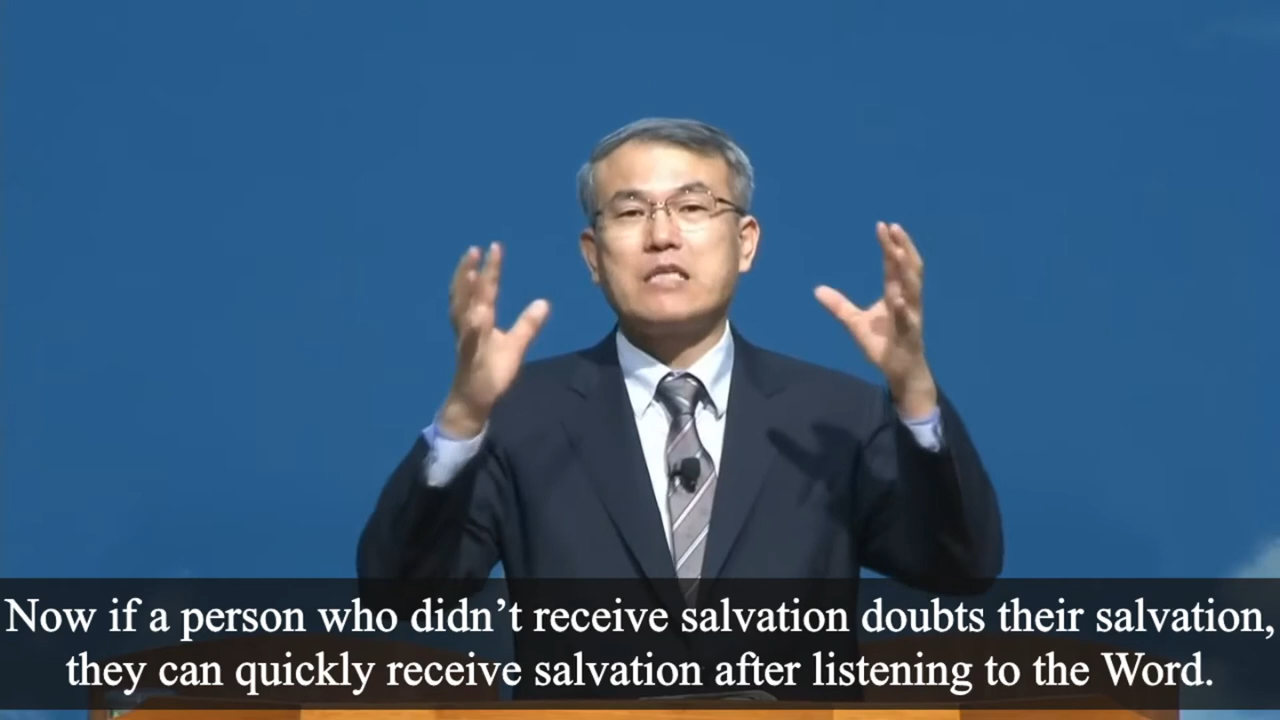 Now if a person who didn’t receive salvation doubts their salvation,
they can quickly receive salvation after listening to the Word.